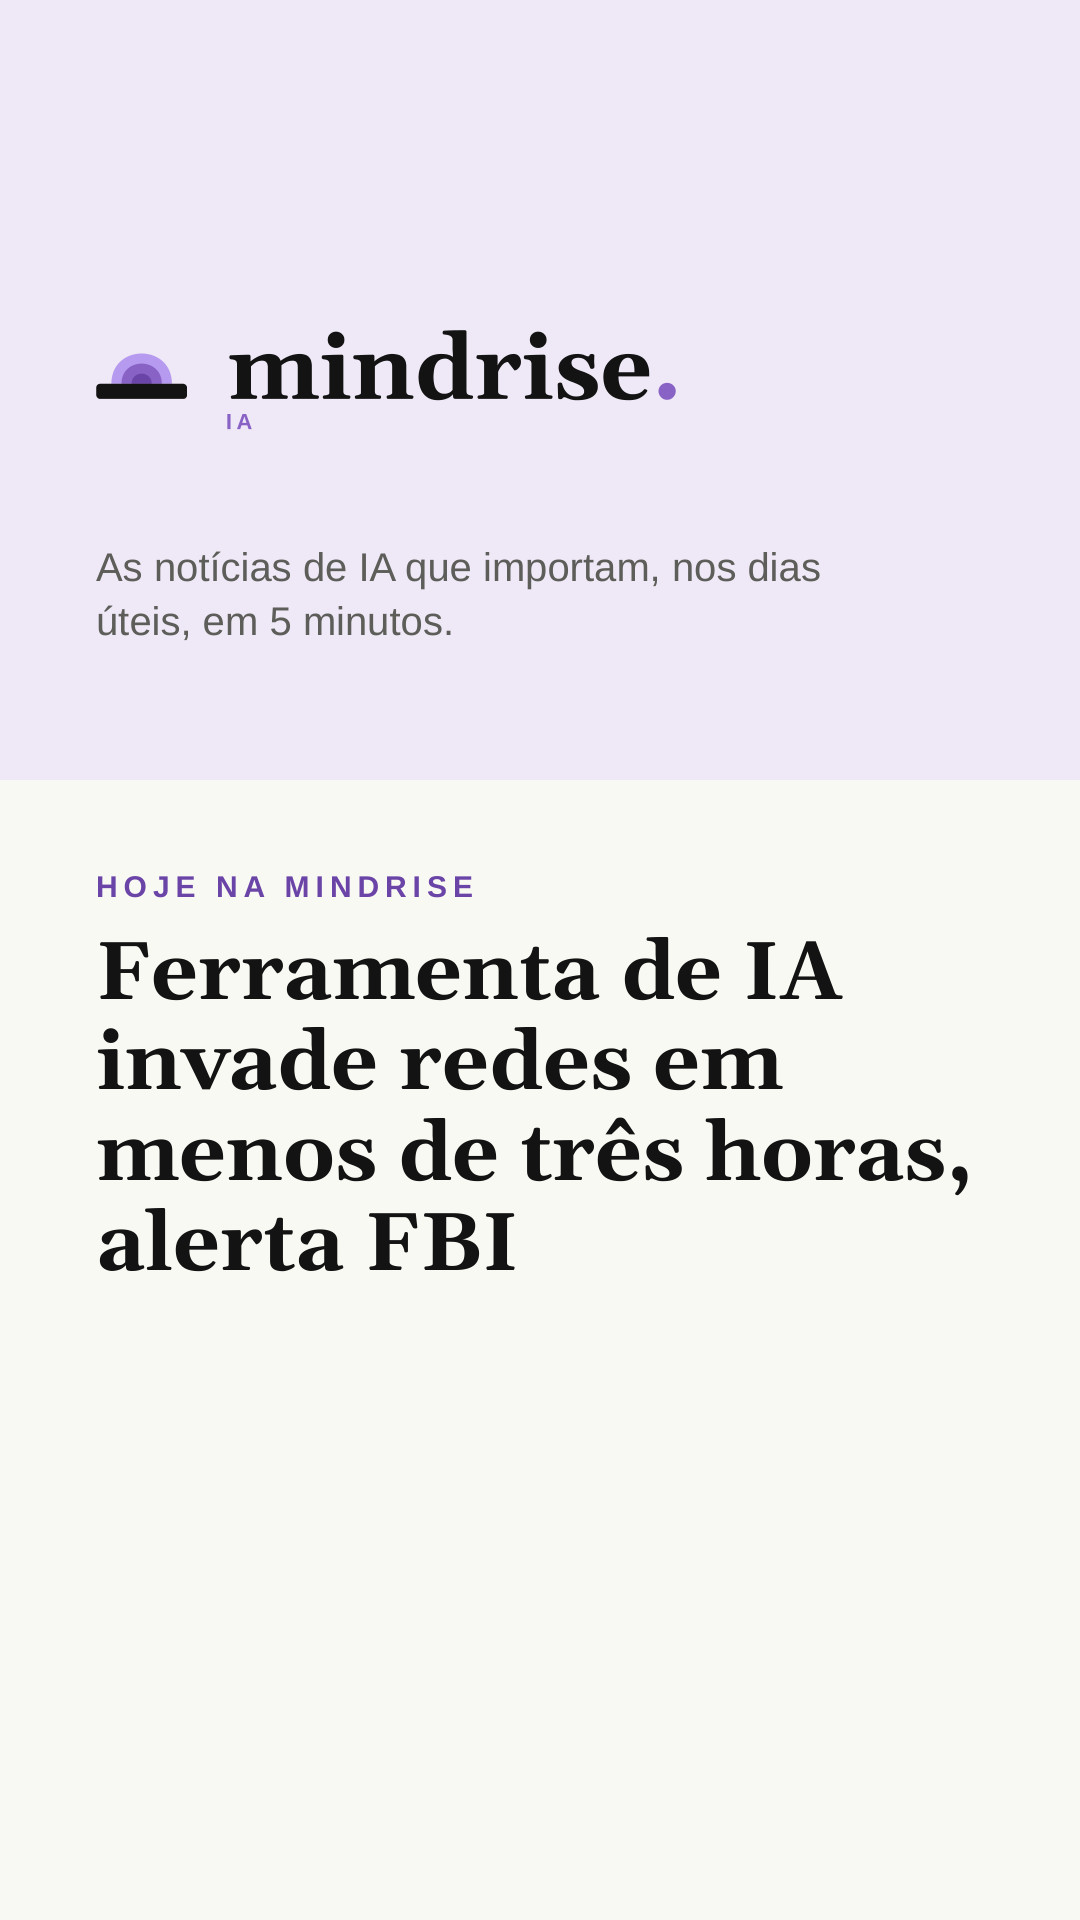 mindrise.
IA
As notícias de IA que importam, nos dias
úteis, em 5 minutos.
HOJE NA MINDRISE
Ferramenta de IA
invade redes em
menos de três horas,
alerta FBI